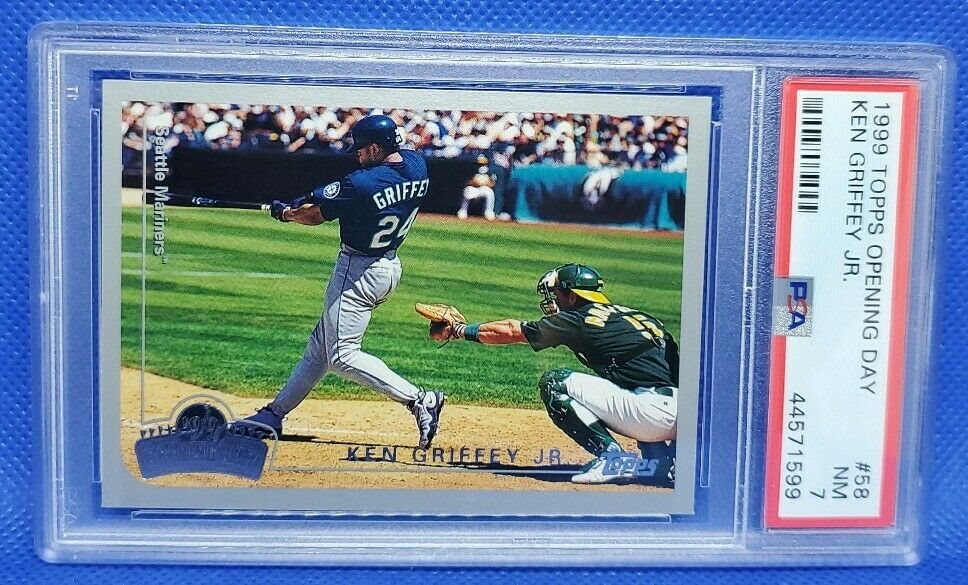 Seattle Mariners™
GRIFFEY
24
KEN GRIFFEY JR.
Topps
1999 TOPPS OPENING DAY
#58
KEN GRIFFEY JR.
NM
7
PSA
44571599